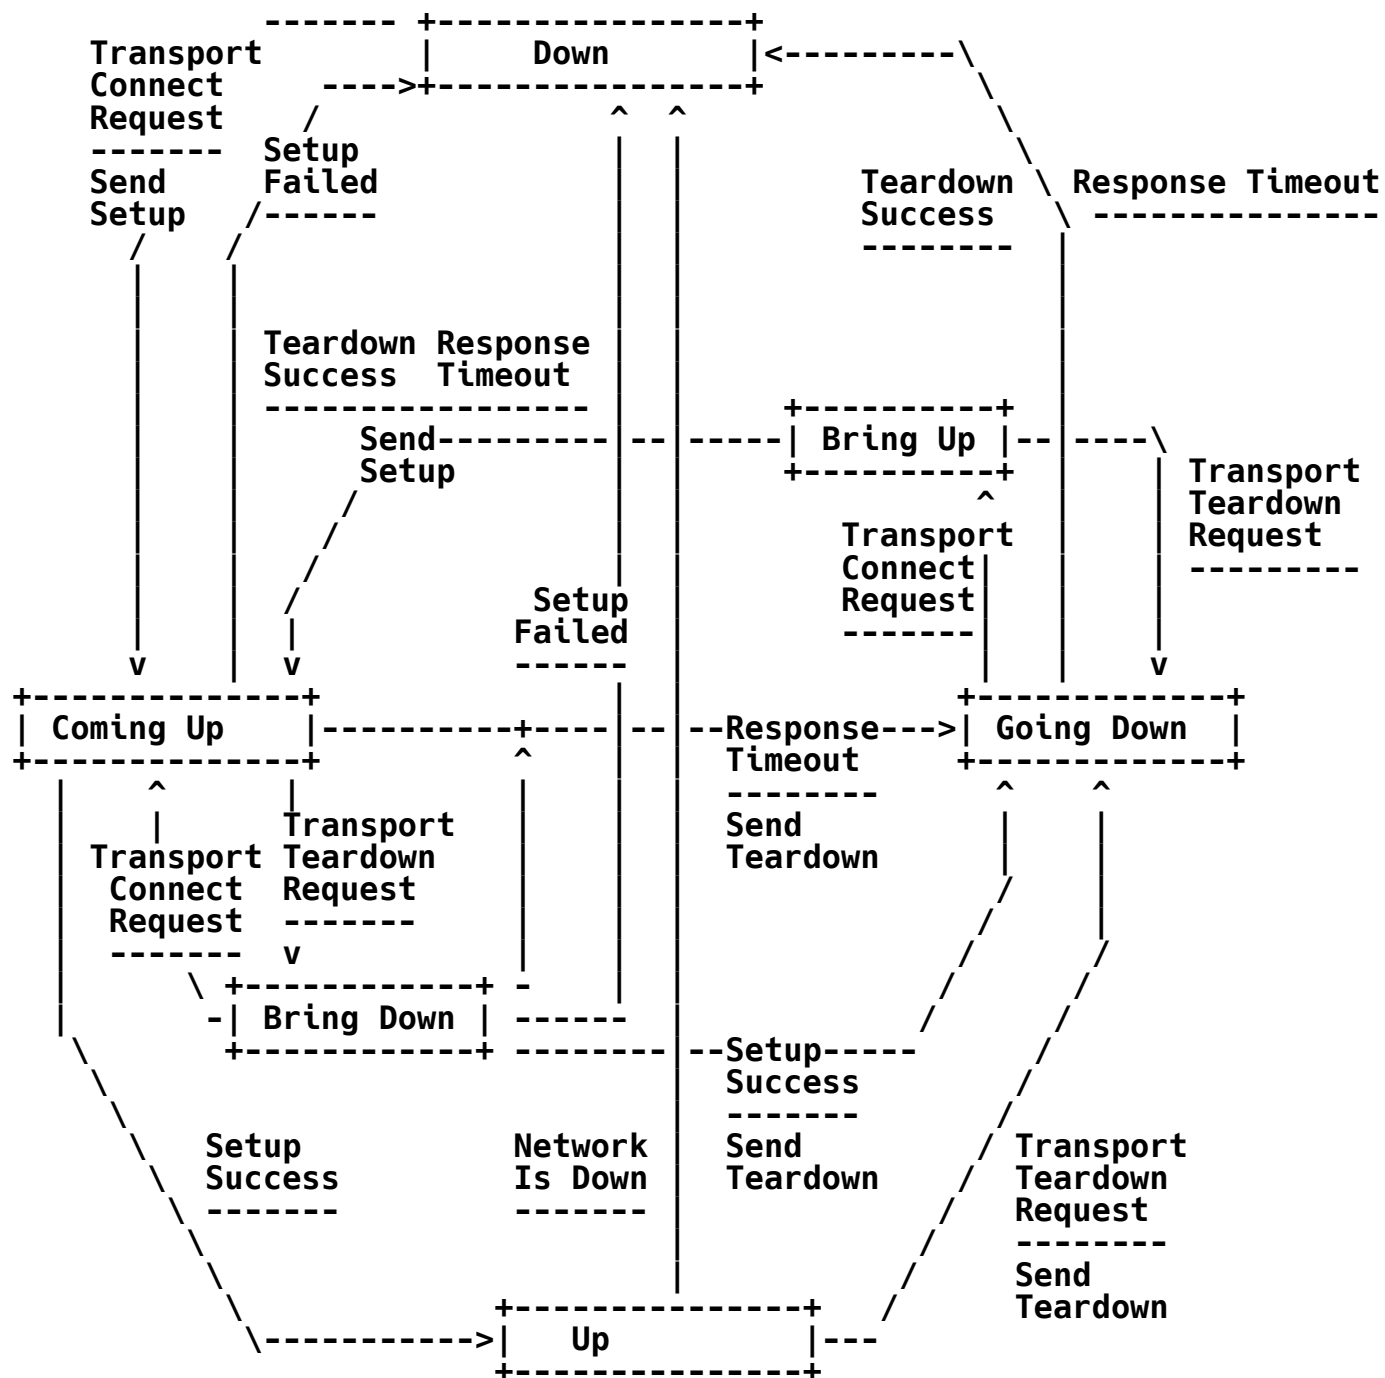 Down
Transport
Connect
Request
-------
Send
Setup
Setup
Failed
------
Teardown
Success
--------
Response Timeout
---------------
Teardown Response
Success  Timeout
-----------------
Send
Setup
Bring Up
Transport
Teardown
Request
---------
Transport
Connect
Request
-------
Setup
Failed
------
Coming Up
Response
Timeout
--------
Send
Teardown
Going Down
Transport
Connect
Request
-------
Transport
Teardown
Request
-------
Bring Down
Setup
Success
-------
Send
Teardown
Setup
Success
-------
Network
Is Down
-------
Transport
Teardown
Request
--------
Send
Teardown
Up